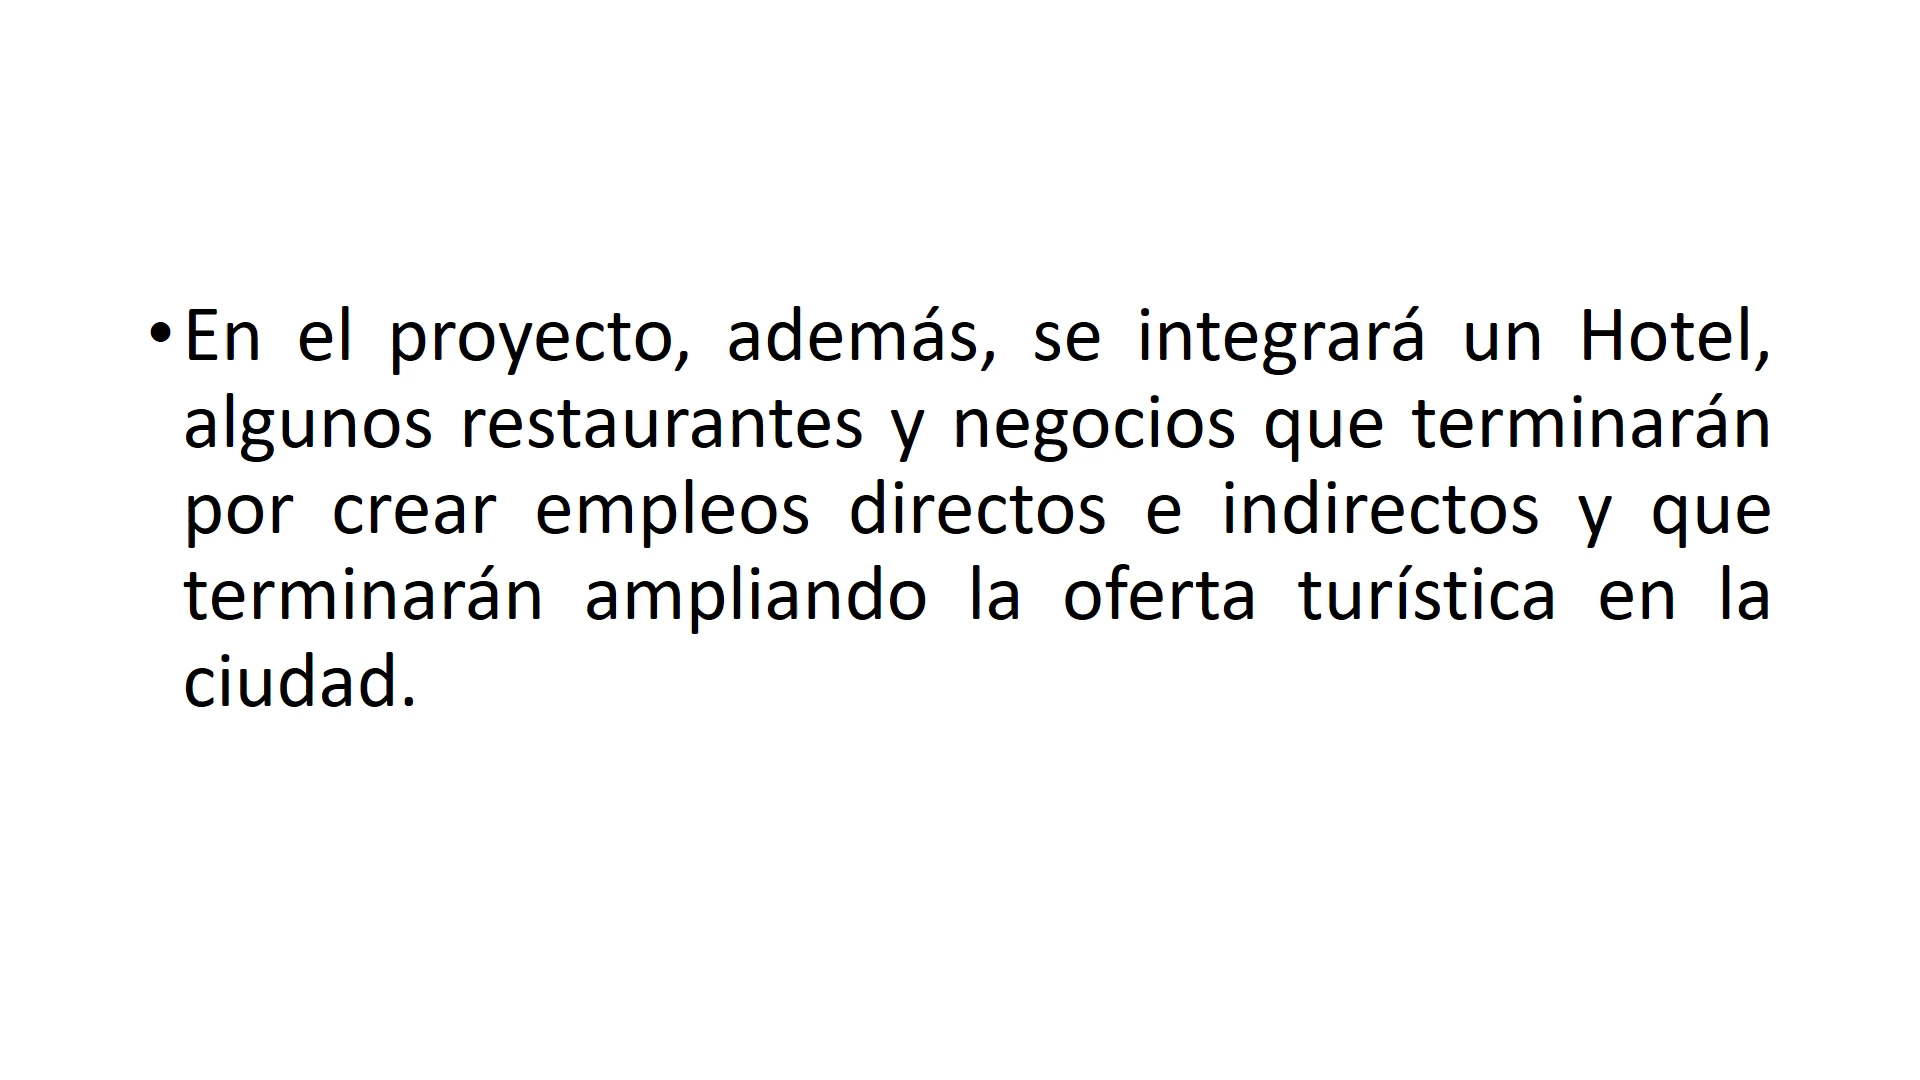 •En el proyecto, además, se integrará un Hotel,
algunos restaurantes y negocios que terminarán
por crear empleos directos e indirectos y que
terminarán ampliando la oferta turística en la
ciudad.